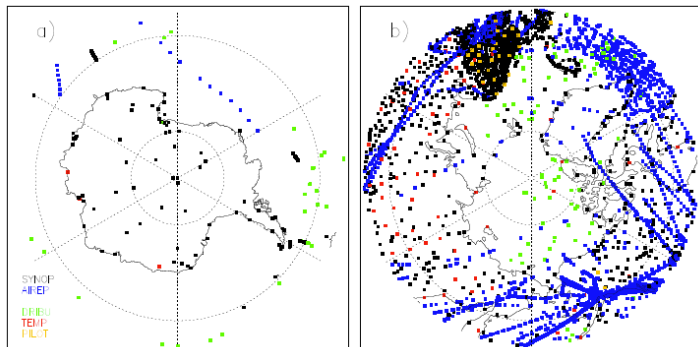 a)
b)
SYNOP
AIREP
DRIBU
TEMP
PILOT